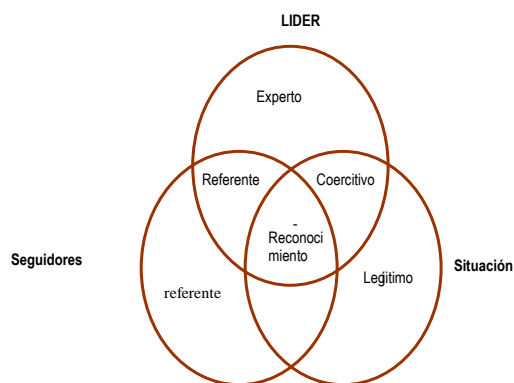 LIDER
Experto
Referente
Coercitivo
-
Reconoci
miento
Seguidores
Situación
Legítimo
referente